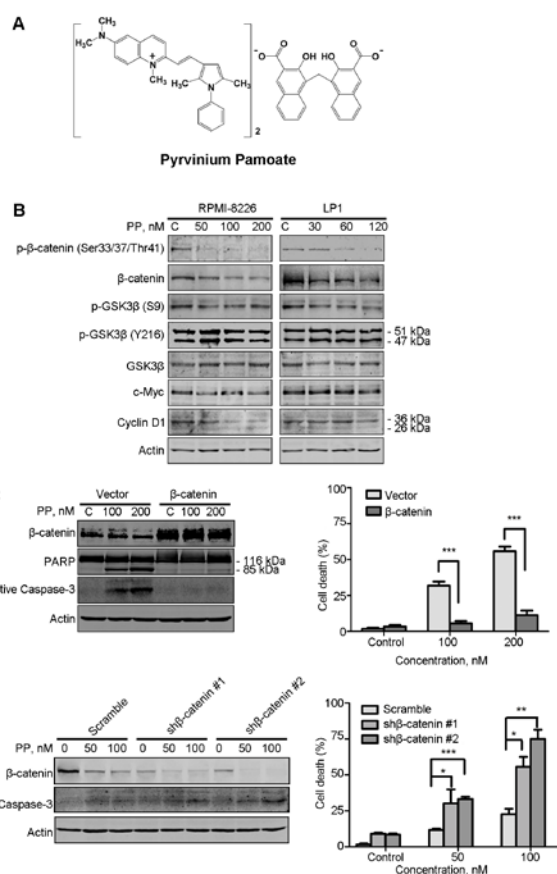 A
H₃C
N
CH₃
N
+
CH₃
H₃C
N
CH₃
2
-O
O
OH
HO
O
O-
Pyrvinium Pamoate
B
RPMI-8226 LP1
PP, nM C 50 100 200 C 30 60 120
p-β-catenin (Ser33/37/Thr41)
β-catenin
p-GSK3β (S9)
p-GSK3β (Y216) - 51 kDa
- 47 kDa
GSK3β
c-Myc
Cyclin D1 - 36 kDa
- 26 kDa
Actin
Vector β-catenin
PP, nM C 100 200 C 100 200
β-catenin
PARP - 116 kDa
- 85 kDa
tive Caspase-3
Actin
Cell death (%)
100
75
50
25
0
Vector
β-catenin
***
***
Control 100 200
Concentration, nM
Scramble shβ-catenin #1 shβ-catenin #2
PP, nM 0 50 100 0 50 100 0 50 100
β-catenin
Caspase-3
Actin
Cell death (%)
100
75
50
25
0
Scramble
shβ-catenin #1
shβ-catenin #2
***
*
**
*
Control 50 100
Concentration, nM